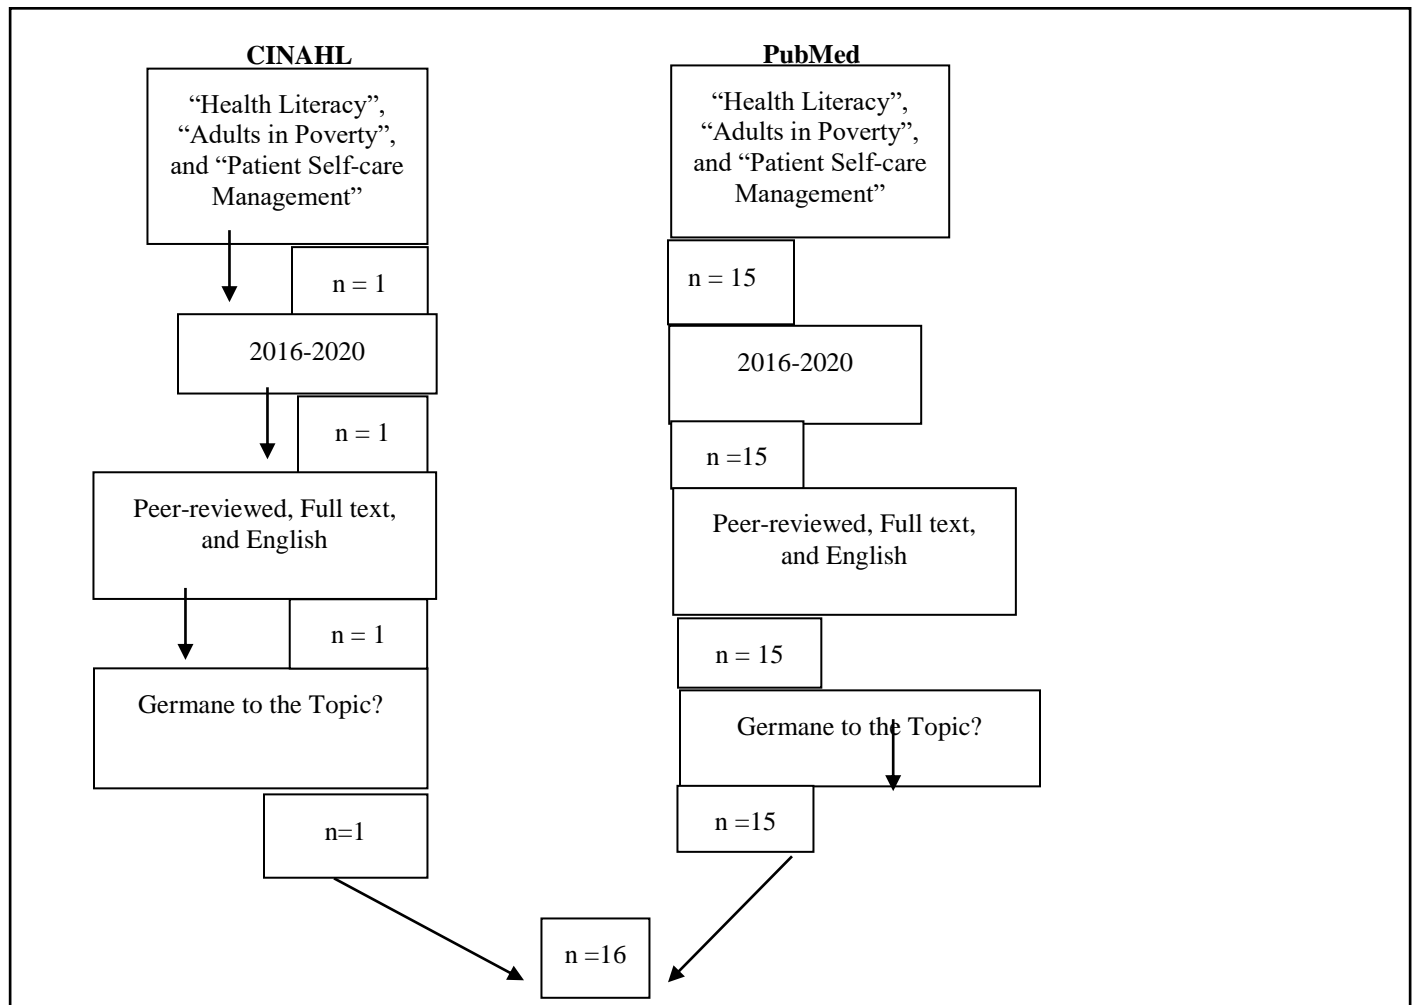 CINAHL
“Health Literacy”,
“Adults in Poverty”,
and “Patient Self-care
Management”
n = 1
2016-2020
n = 1
Peer-reviewed, Full text,
and English
n = 1
Germane to the Topic?
n=1
PubMed
“Health Literacy”,
“Adults in Poverty”,
and “Patient Self-care
Management”
n = 15
2016-2020
n =15
Peer-reviewed, Full text,
and English
n = 15
Germane to the Topic?
n =15
n =16